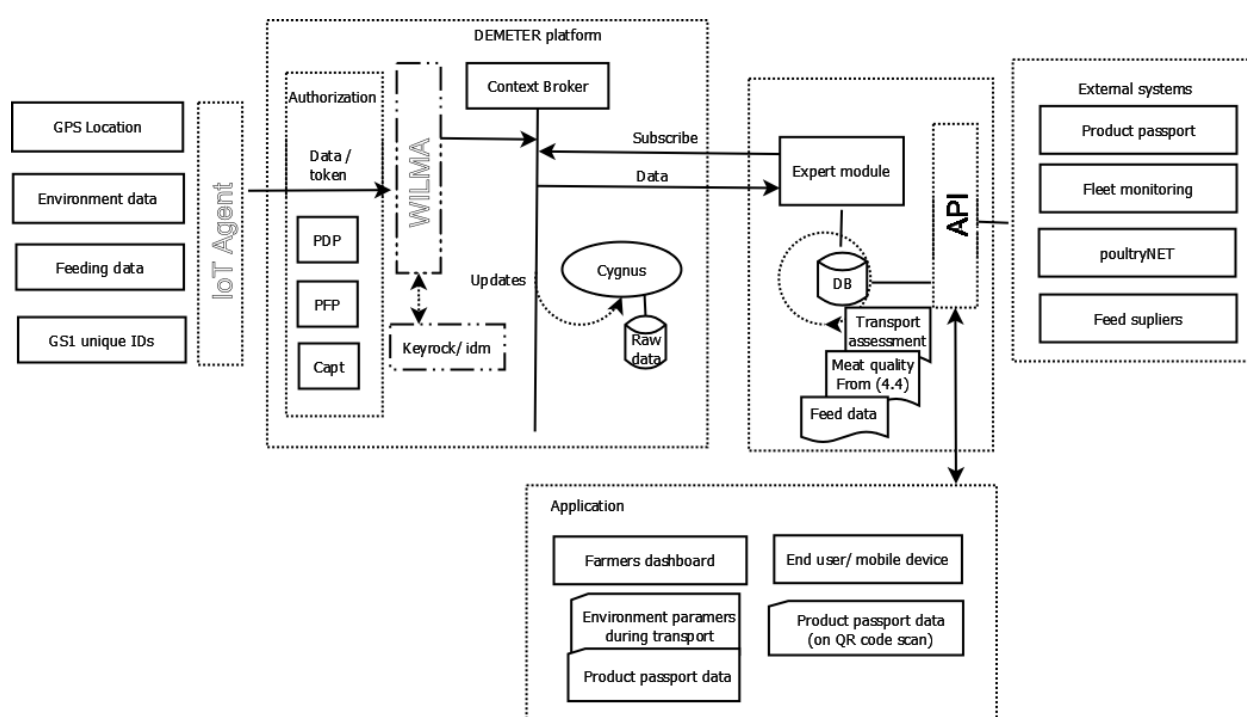 DEMETER platform
Context Broker
Authorization
WILMA
Data /
token
PDP
PFP
Capt
Keyrock/ idm
GPS Location
Environment data
Feeding data
GS1 unique IDs
IoT Agent
Subscribe
Data
Updates
Cygnus
Raw
data
Expert module
DB
API
Transport
assessment
Meat quality
From (4.4)
Feed data
External systems
Product passport
Fleet monitoring
poultryNET
Feed supliers
Application
Farmers dashboard
End user/ mobile device
Environment paramers
during transport
Product passport data
Product passport data
(on QR code scan)